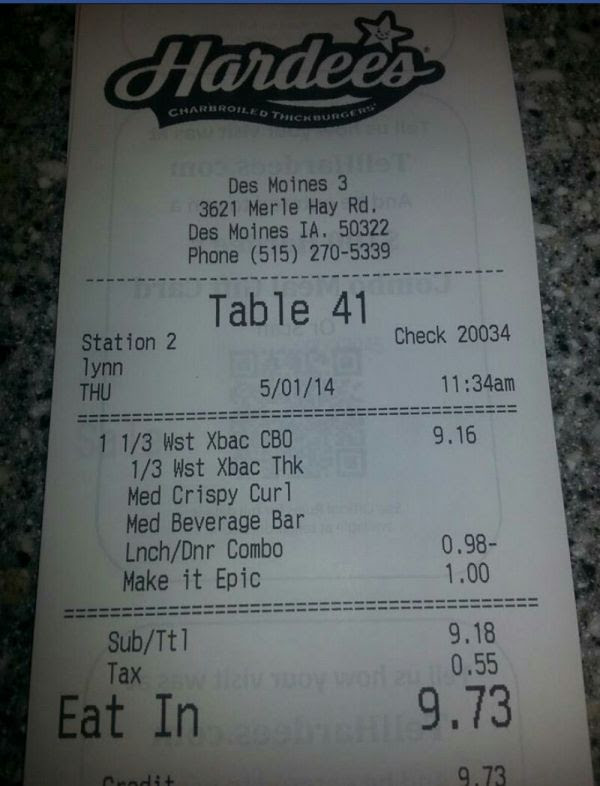 Hardee's
CHARBROILED THICKBURGERS
Des Moines 3
3621 Merle Hay Rd.
Des Moines IA. 50322
Phone (515) 270-5339
Table 41
Station 2 Check 20034
lynn
THU 5/01/14 11:34am
1 1/3 Wst Xbac CBO 9.16
1/3 Wst Xbac Thk
Med Crispy Curl
Med Beverage Bar
Lnch/Dnr Combo 0.98-
Make it Epic 1.00
Sub/Ttl 9.18
Tax 0.55
Eat In 9.73
Credit 9.73